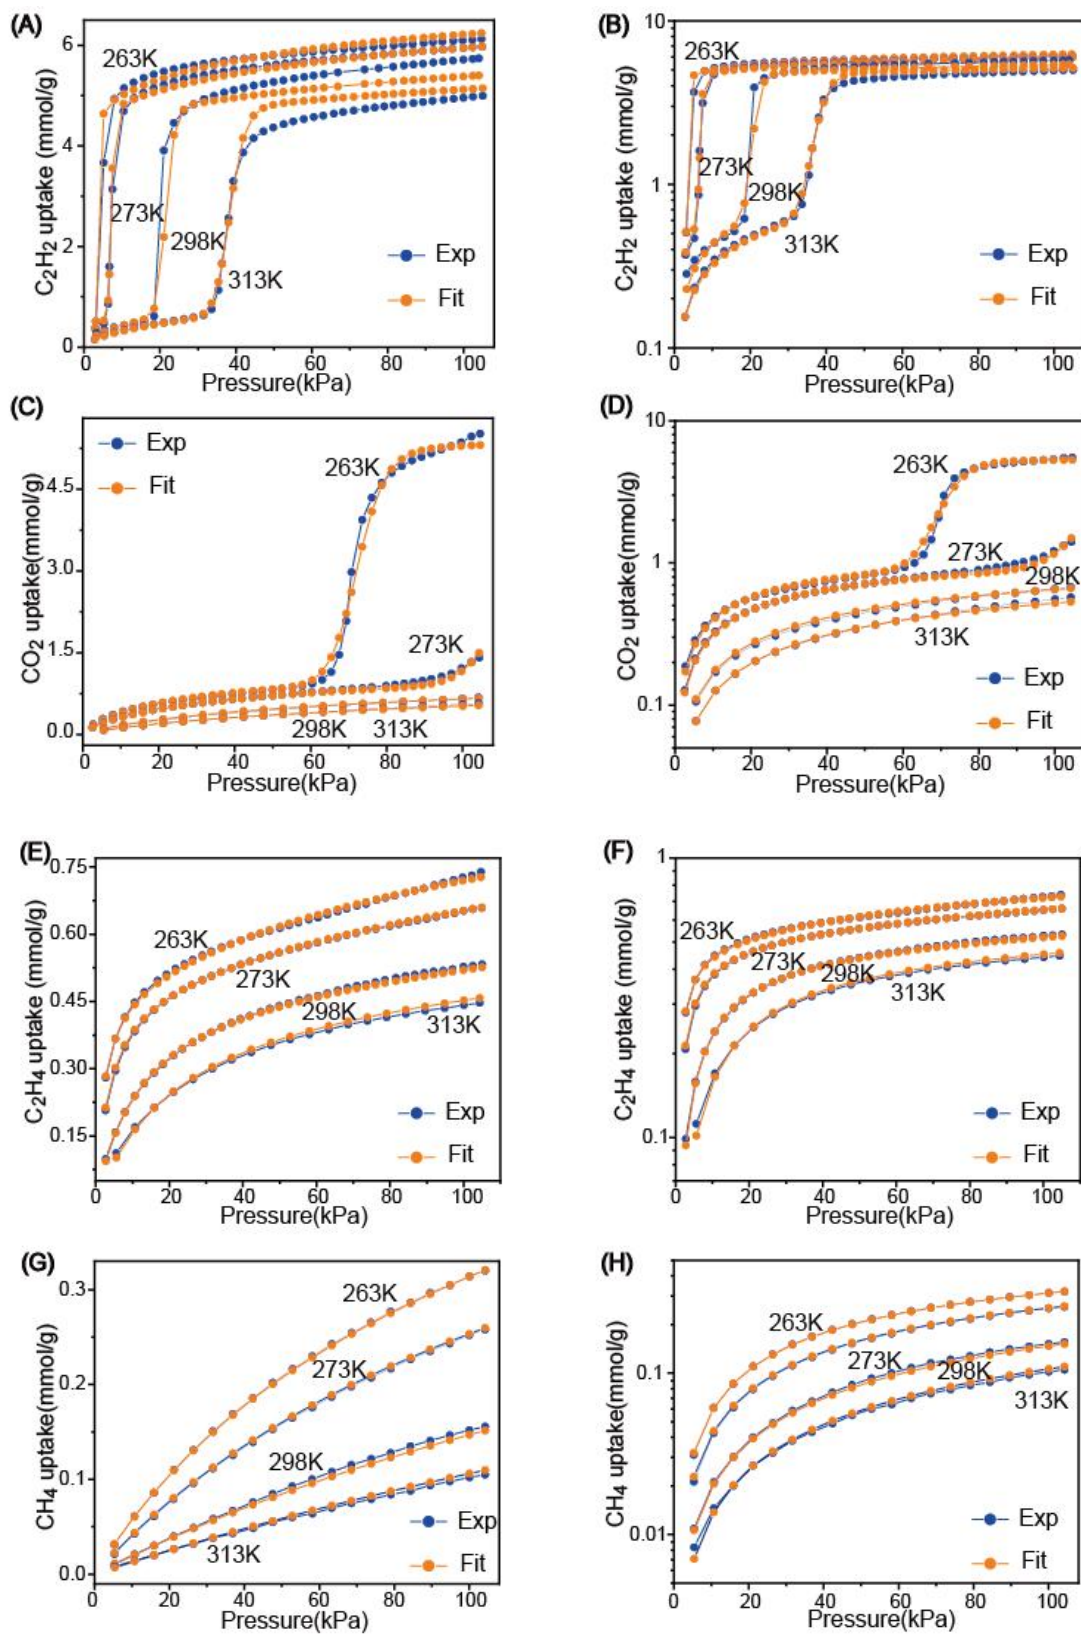 (A)
C₂H₂ uptake (mmol/g)
6
4
2
0
263K
273K
298K
313K
Exp
Fit
0 20 40 60 80 100
Pressure(kPa)
(B)
C₂H₂ uptake (mmol/g)
10
1
0.1
263K
273K
298K
313K
Exp
Fit
0 20 40 60 80 100
Pressure(kPa)
(C)
CO₂ uptake(mmol/g)
4.5
3.0
1.5
0.0
Exp
Fit
263K
273K
298K
313K
0 20 40 60 80 100
Pressure(kPa)
(D)
CO₂ uptake(mmol/g)
10
1
0.1
263K
273K
298K
313K
Exp
Fit
0 20 40 60 80 100
Pressure(kPa)
(E)
C₂H₄ uptake (mmol/g)
0.75
0.60
0.45
0.30
0.15
263K
273K
298K
313K
Exp
Fit
0 20 40 60 80 100
Pressure(kPa)
(F)
C₂H₄ uptake (mmol/g)
1
0.1
263K
273K
298K
313K
Exp
Fit
0 20 40 60 80 100
Pressure(kPa)
(G)
CH₄ uptake(mmol/g)
0.3
0.2
0.1
0.0
263K
273K
298K
313K
Exp
Fit
0 20 40 60 80 100
Pressure(kPa)
(H)
CH₄ uptake(mmol/g)
0.1
0.01
263K
273K
298K
313K
Exp
Fit
0 20 40 60 80 100
Pressure(kPa)